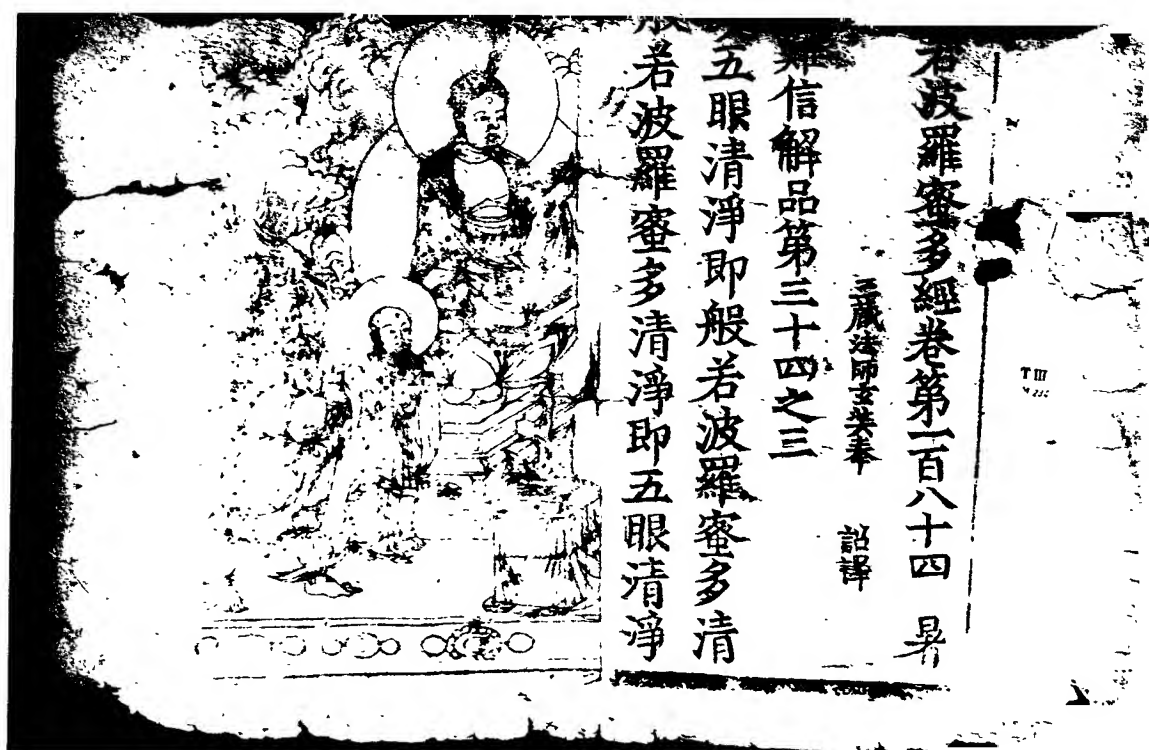 若波羅蜜多經卷第一百八十四
三藏法師玄奘奉 詔譯
難信解品第三十四之三
五眼清淨即般若波羅蜜多清
般若波羅蜜多清淨即五眼清淨
T III